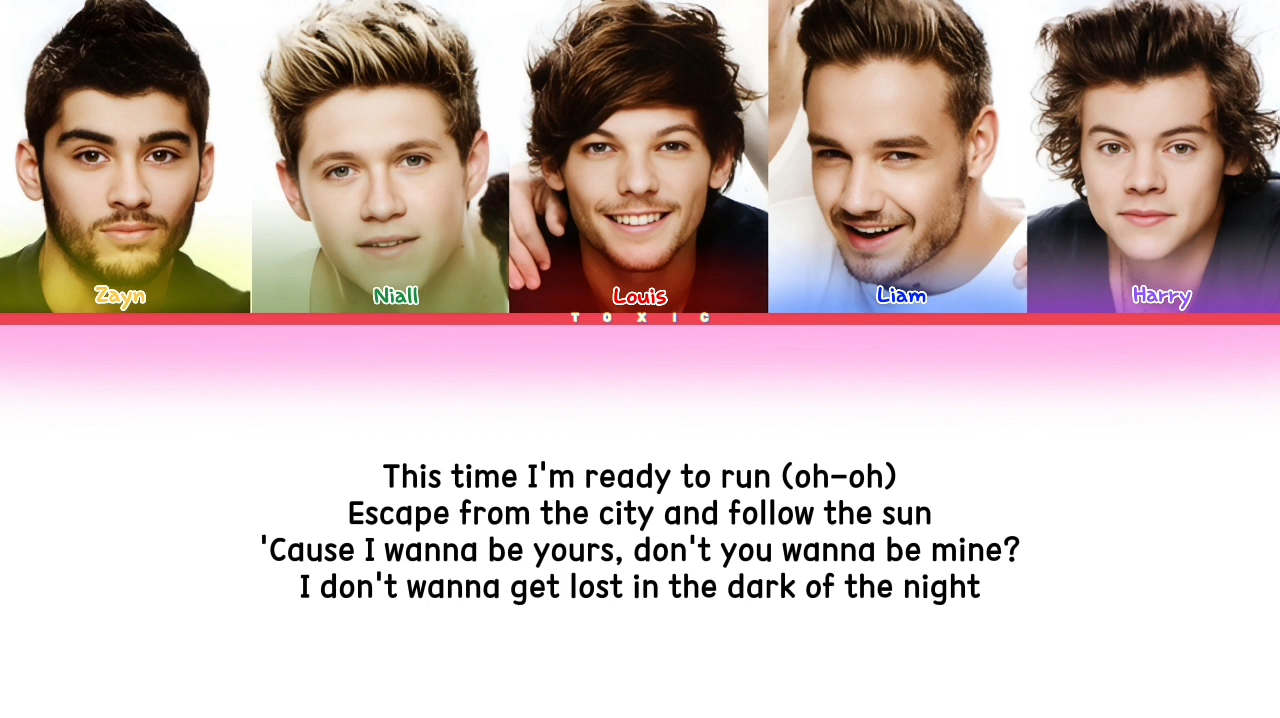 Zayn
Niall
Louis
Liam
Harry
TOXIC
This time I'm ready to run (oh-oh)
Escape from the city and follow the sun
'Cause I wanna be yours, don't you wanna be mine?
I don't wanna get lost in the dark of the night